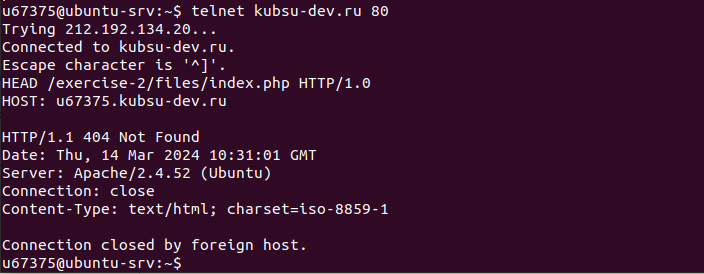 u67375@ubuntu-srv:~$ telnet kubsu-dev.ru 80
Trying 212.192.134.20...
Connected to kubsu-dev.ru.
Escape character is '^]'.
HEAD /exercise-2/files/index.php HTTP/1.0
HOST: u67375.kubsu-dev.ru

HTTP/1.1 404 Not Found
Date: Thu, 14 Mar 2024 10:31:01 GMT
Server: Apache/2.4.52 (Ubuntu)
Connection: close
Content-Type: text/html; charset=iso-8859-1

Connection closed by foreign host.
u67375@ubuntu-srv:~$